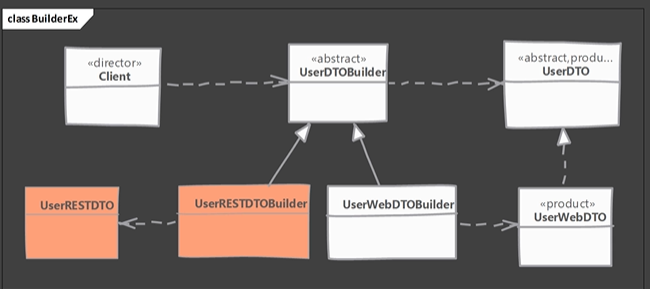 class BuilderEx
«director»
Client
«abstract»
UserDTOBuilder
«abstract,produ...
UserDTO
UserRESTDTO
UserRESTDTOBuilder
UserWebDTOBuilder
«product»
UserWebDTO